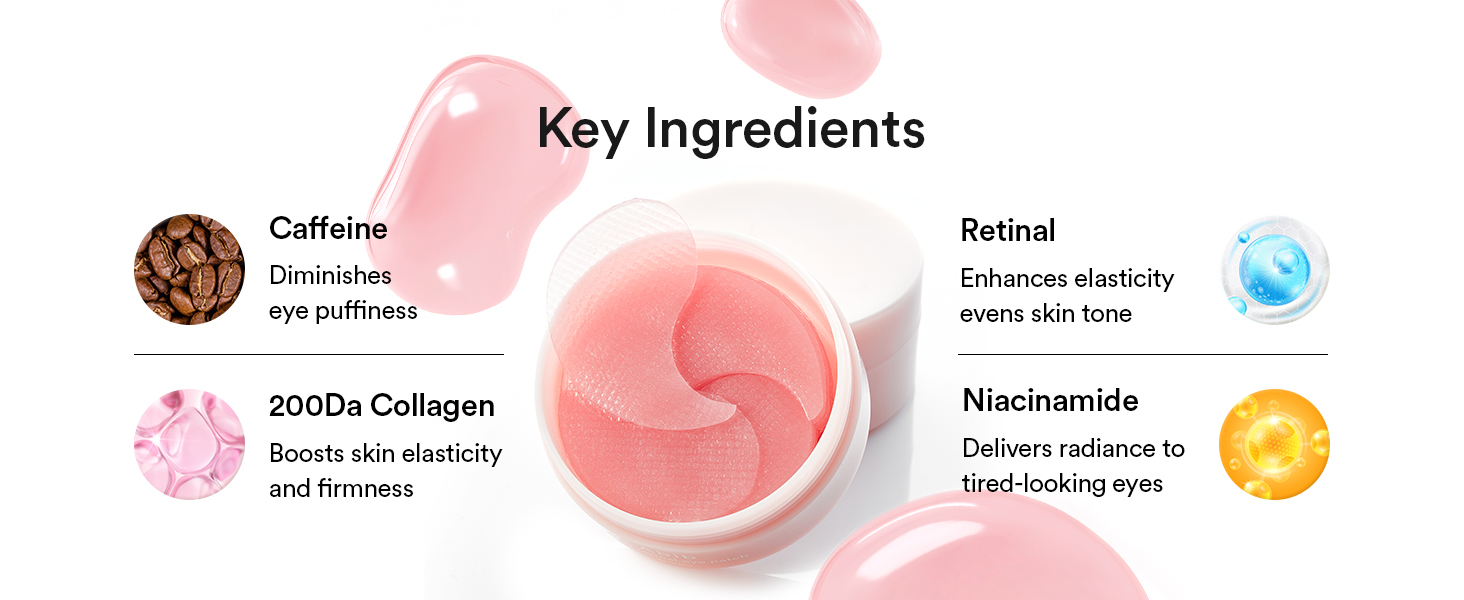 Key Ingredients
Caffeine
Diminishes
eye puffiness
200Da Collagen
Boosts skin elasticity
and firmness
Retinal
Enhances elasticity
evens skin tone
Niacinamide
Delivers radiance to
tired-looking eyes